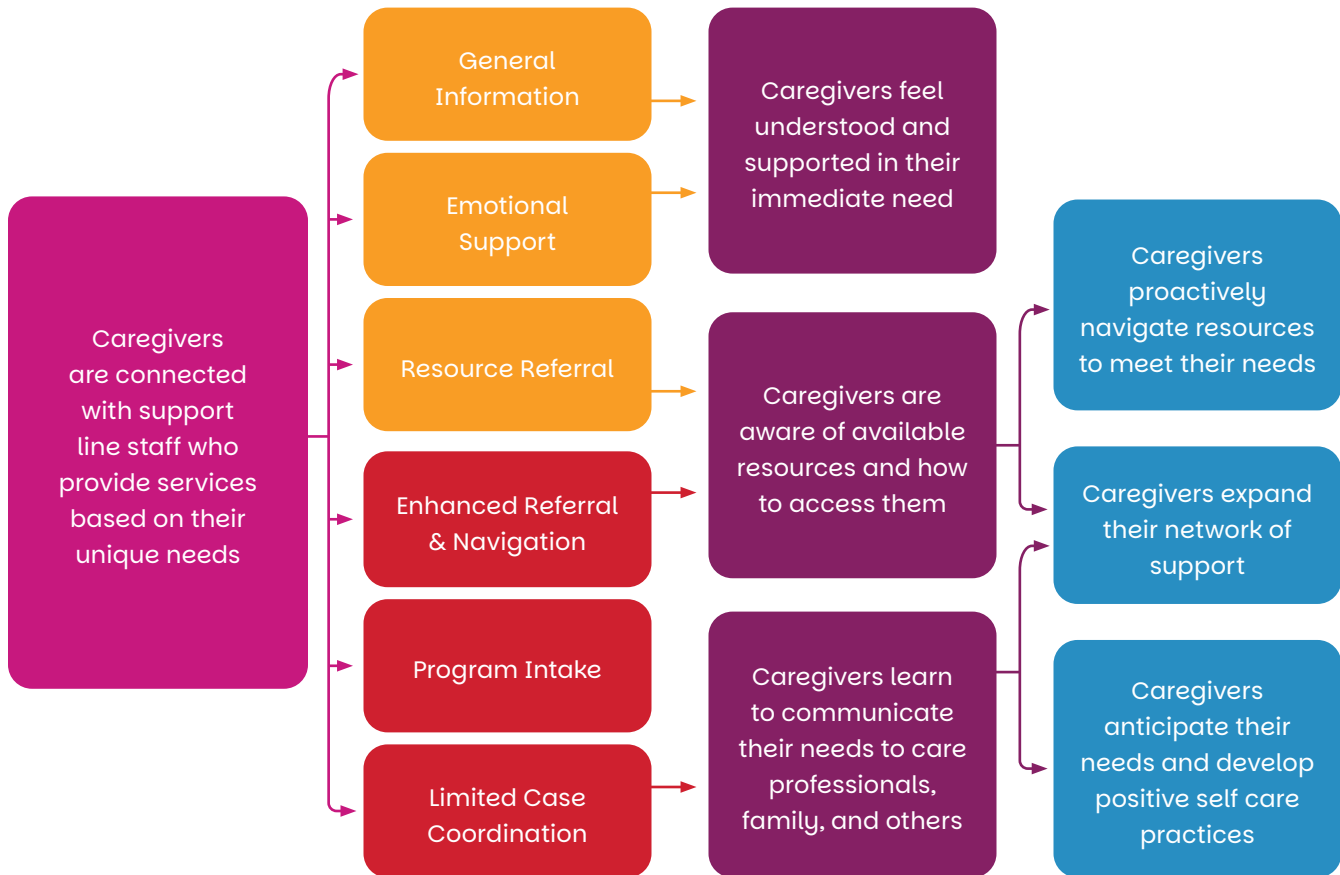 Caregivers
are connected
with support
line staff who
provide services
based on their
unique needs
General
Information
Emotional
Support
Resource Referral
Enhanced Referral
& Navigation
Program Intake
Limited Case
Coordination
Caregivers feel
understood and
supported in their
immediate need
Caregivers are
aware of available
resources and how
to access them
Caregivers learn
to communicate
their needs to care
professionals,
family, and others
Caregivers
proactively
navigate resources
to meet their needs
Caregivers expand
their network of
support
Caregivers
anticipate their
needs and develop
positive self care
practices